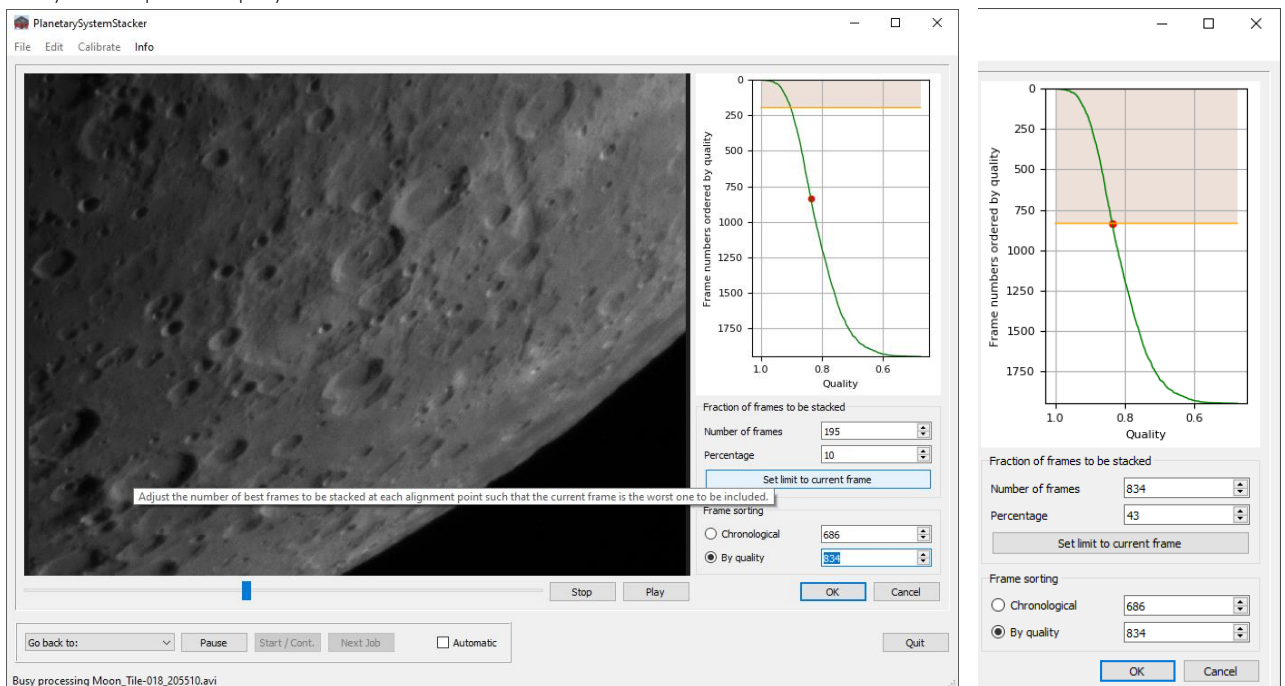 PlanetarySystemStacker
File Edit Calibrate Info
0
250
500
750
1000
1250
1500
1750
Frame numbers ordered by quality
1.0 0.8 0.6
Quality
Fraction of frames to be stacked
Number of frames 195
Percentage 10
Set limit to current frame
Adjust the number of best frames to be stacked at each alignment point such that the current frame is the worst one to be included.
Frame sorting
Chronological 686
By quality 834
Stop Play OK Cancel
Go back to: Pause Start / Cont. Next Job Automatic Quit
Busy processing Moon_Tile-018_205510.avi
0
250
500
750
1000
1250
1500
1750
Frame numbers ordered by quality
1.0 0.8 0.6
Quality
Fraction of frames to be stacked
Number of frames 834
Percentage 43
Set limit to current frame
Frame sorting
Chronological 686
By quality 834
OK Cancel